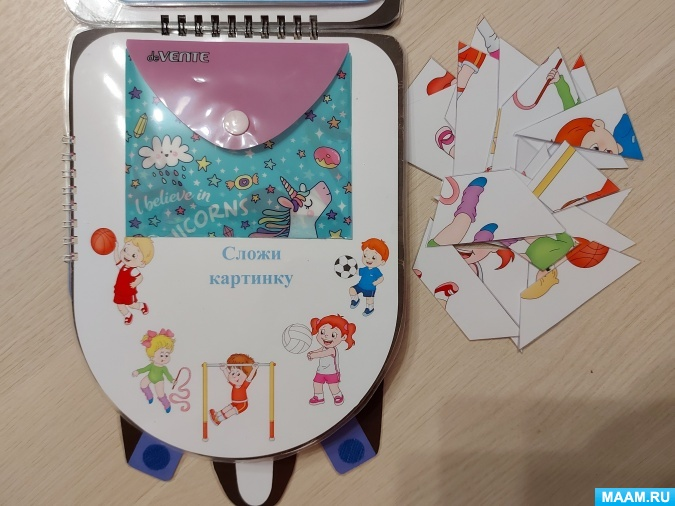 deVENTE
I believe in
UNICORNS
Сложи
картинку
MAAM.RU